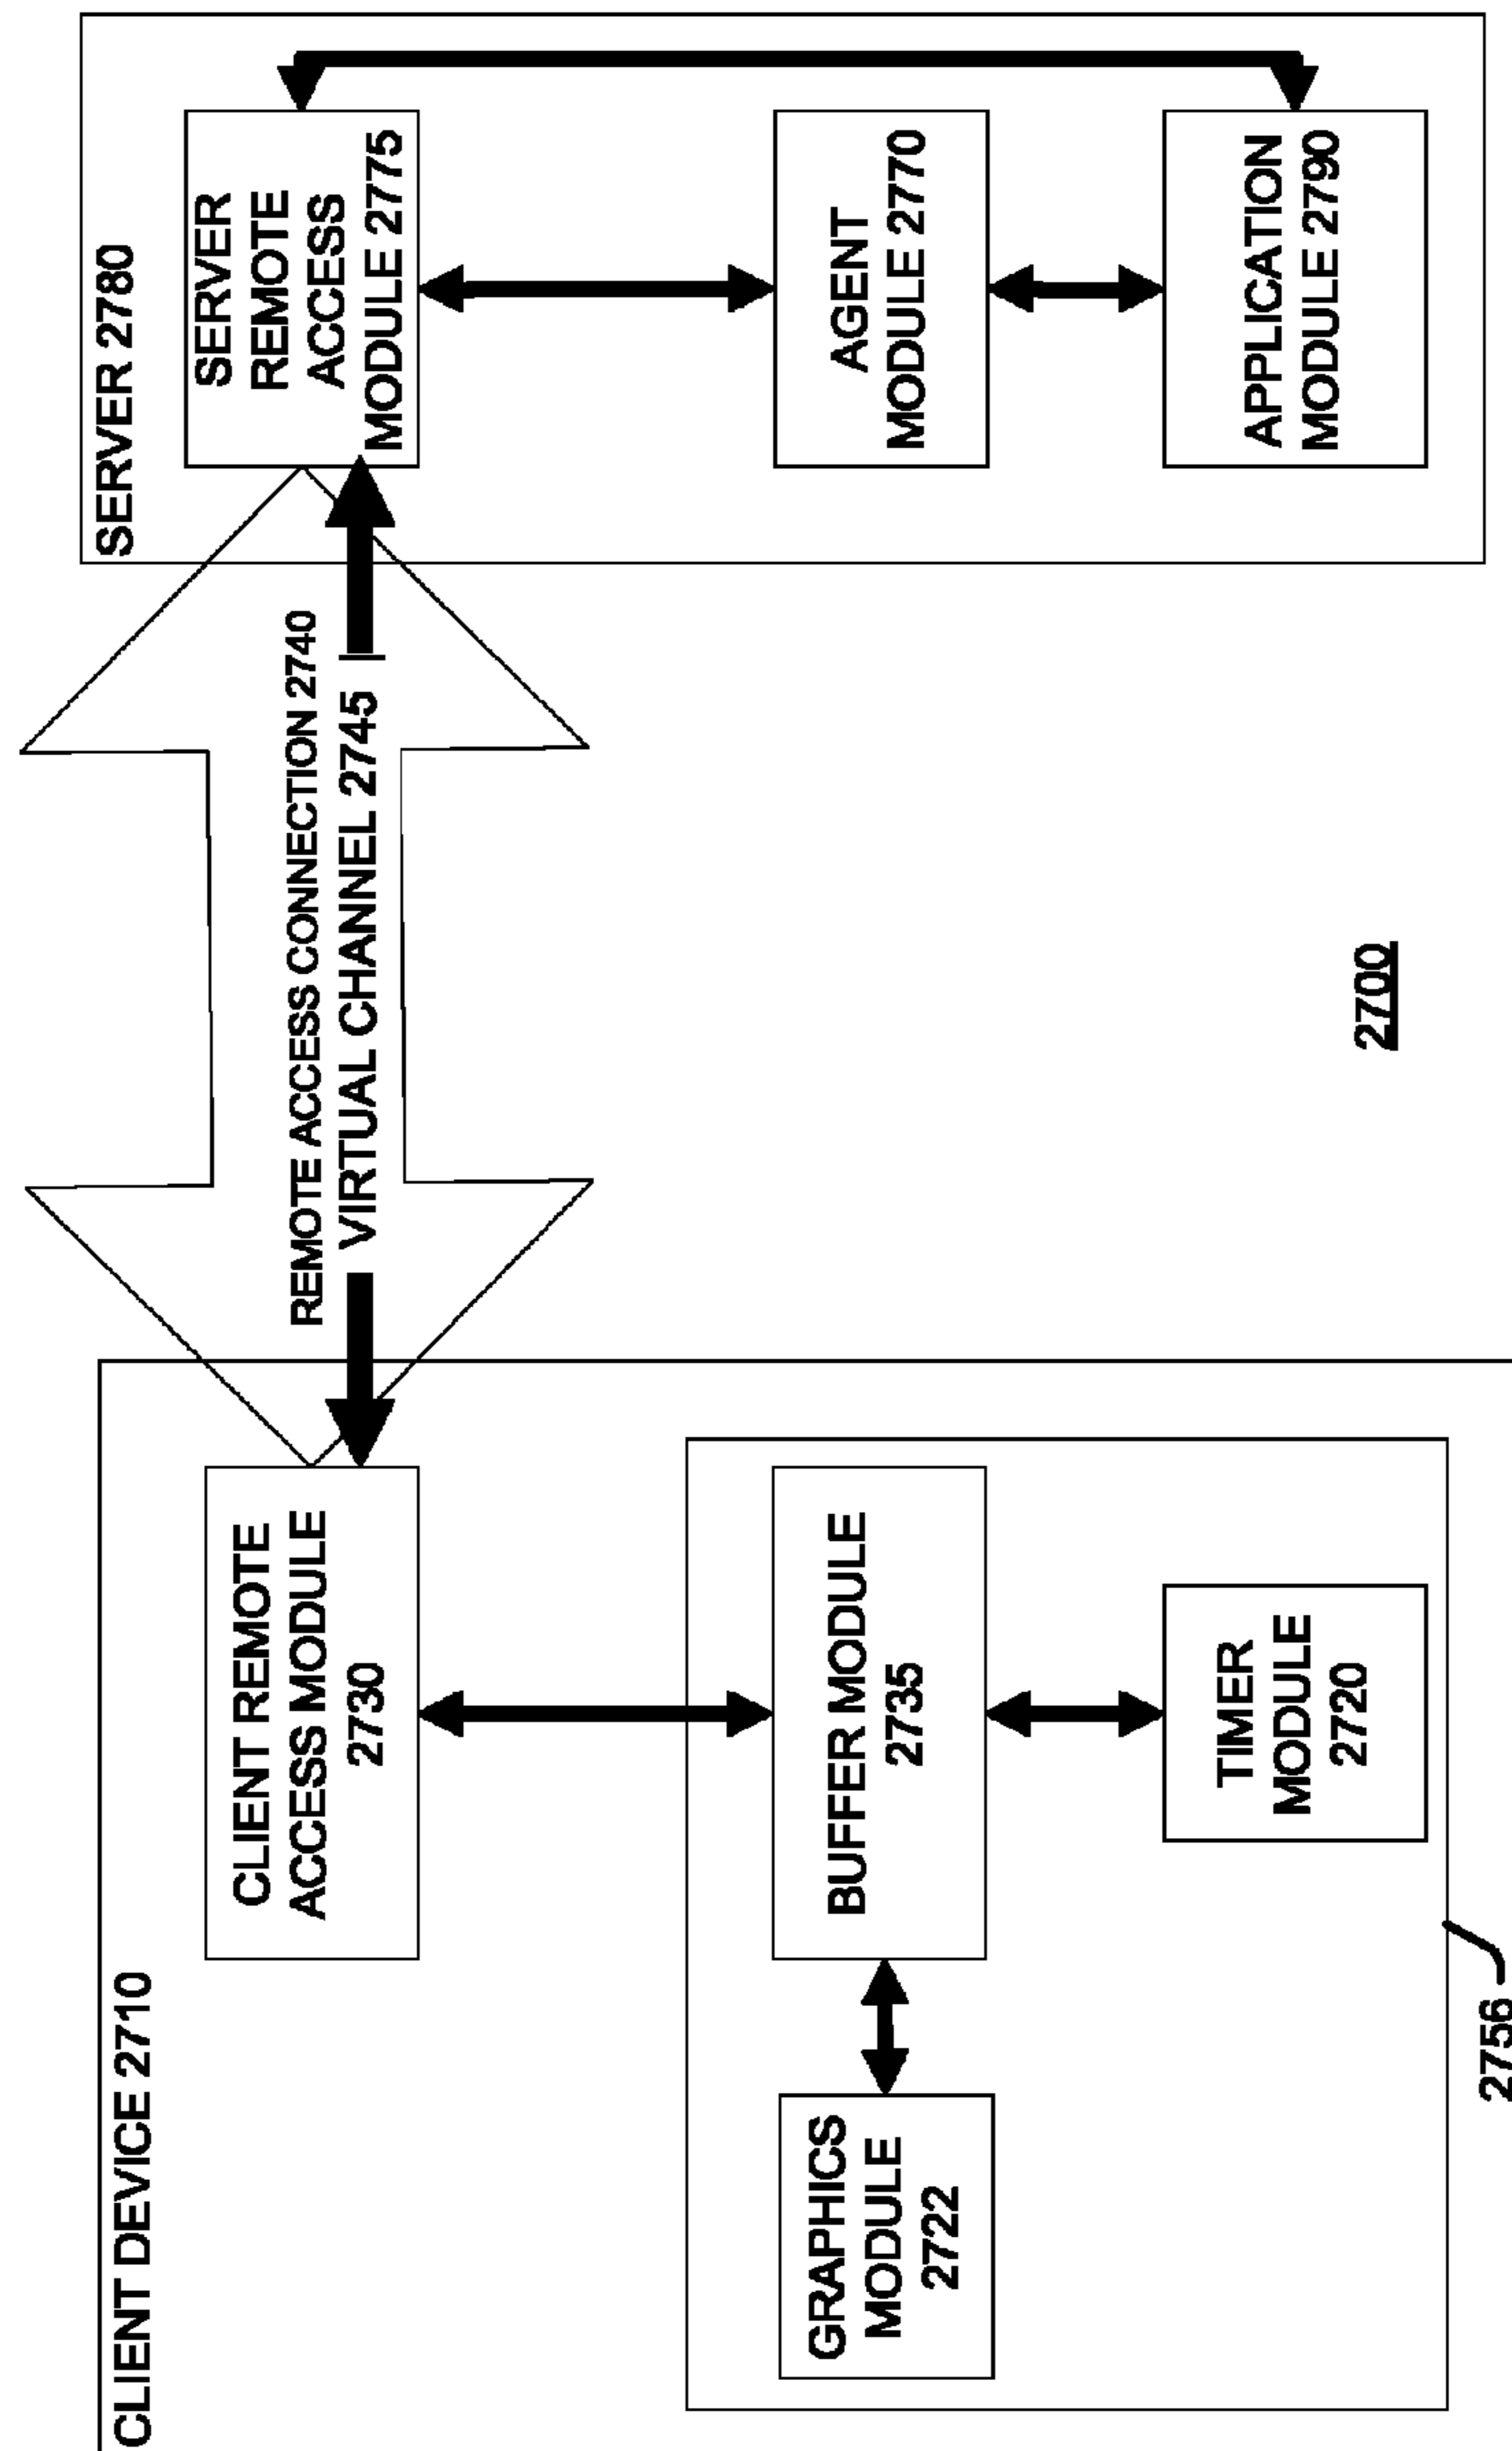 CLIENT DEVICE 2710
CLIENT REMOTE
ACCESS MODULE
2730
GRAPHICS
MODULE
2722
BUFFER MODULE
2735
TIMER
MODULE
2720
2756
REMOTE ACCESS CONNECTION 2740
VIRTUAL CHANNEL 2745
SERVER 2780
SERVER
REMOTE
ACCESS
MODULE 2775
AGENT
MODULE 2770
APPLICATION
MODULE 2790
2700